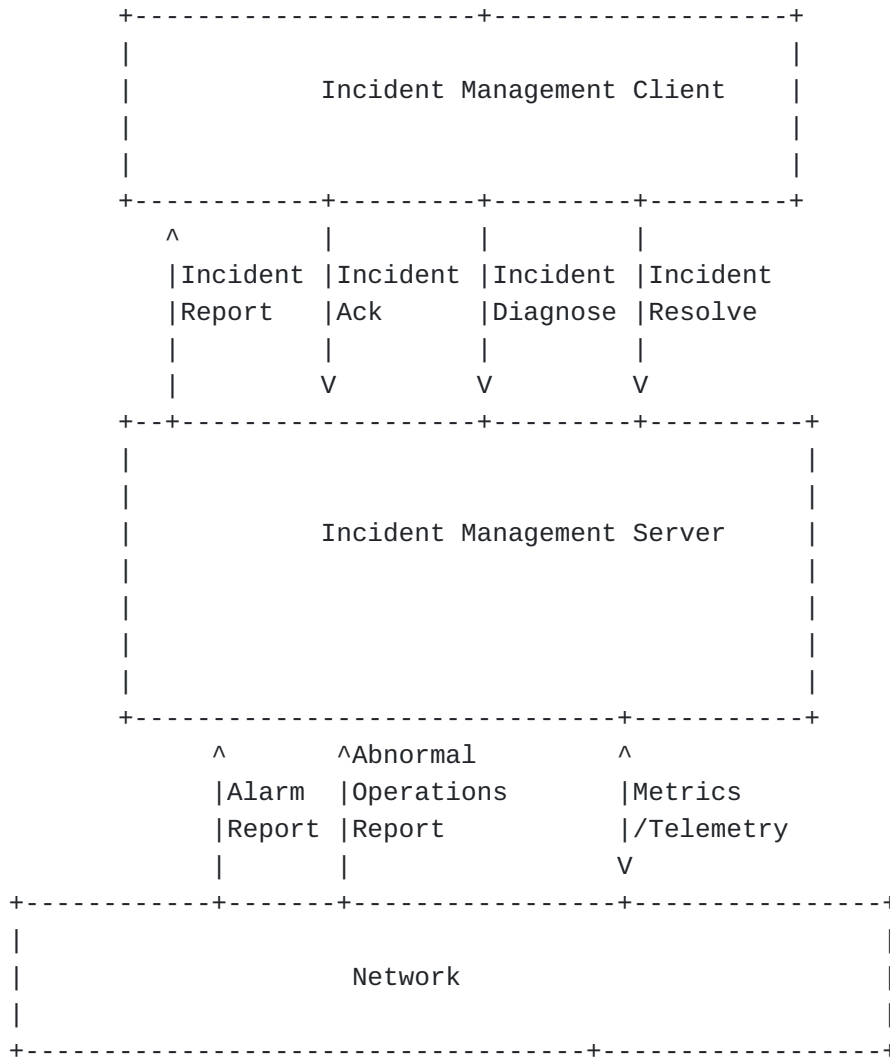 Incident Management Client
Incident Incident Incident Incident
Report Ack Diagnose Resolve
V V V
Incident Management Server
Abnormal
Alarm Operations Metrics
Report Report /Telemetry
V
Network